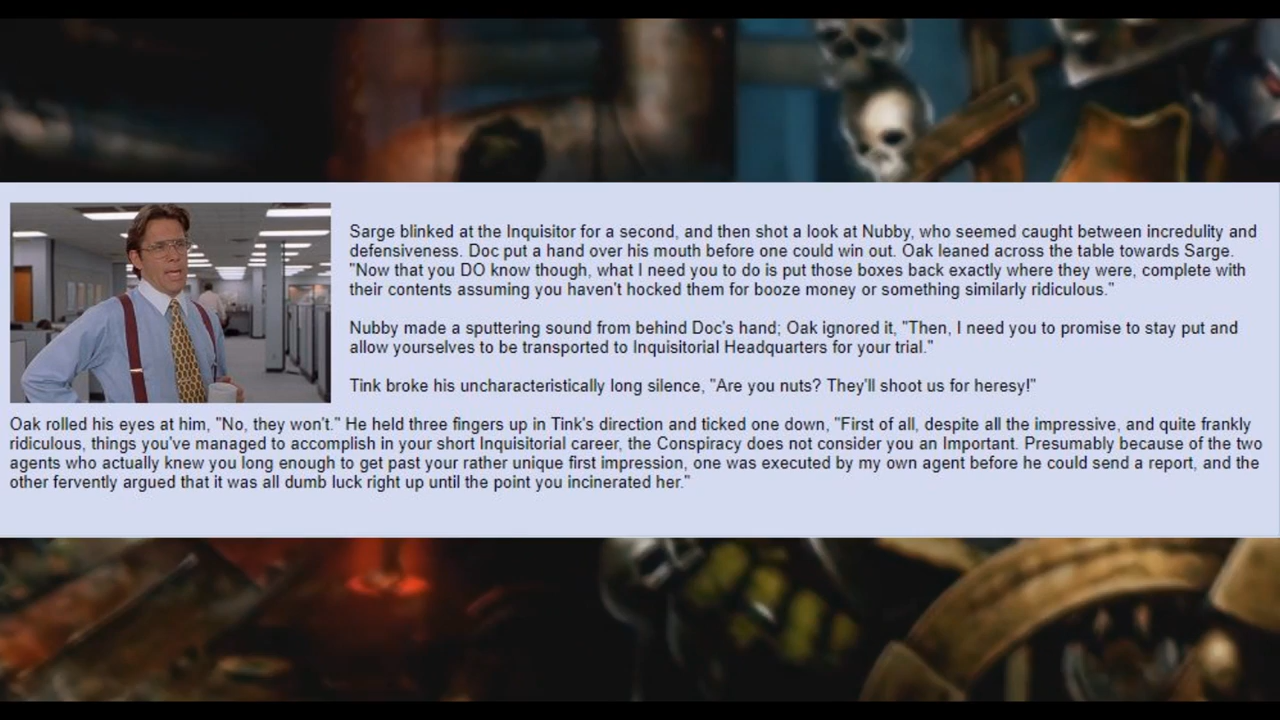 Sarge blinked at the Inquisitor for a second, and then shot a look at Nubby, who seemed caught between incredulity and
defensiveness. Doc put a hand over his mouth before one could win out. Oak leaned across the table towards Sarge.
"Now that you DO know though, what I need you to do is put those boxes back exactly where they were, complete with
their contents assuming you haven't hocked them for booze money or something similarly ridiculous."
Nubby made a sputtering sound from behind Doc's hand; Oak ignored it, "Then, I need you to promise to stay put and
allow yourselves to be transported to Inquisitorial Headquarters for your trial."
Tink broke his uncharacteristically long silence, "Are you nuts? They'll shoot us for heresy!"
Oak rolled his eyes at him, "No, they won't." He held three fingers up in Tink's direction and ticked one down, "First of all, despite all the impressive, and quite frankly
ridiculous, things you've managed to accomplish in your short Inquisitorial career, the Conspiracy does not consider you an Important. Presumably because of the two
agents who actually knew you long enough to get past your rather unique first impression, one was executed by my own agent before he could send a report, and the
other fervently argued that it was all dumb luck right up until the point you incinerated her."